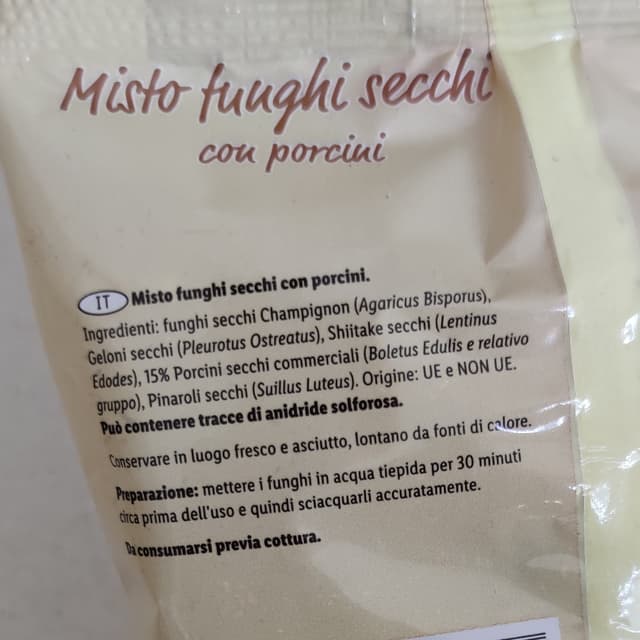 Misto funghi secchi
con porcini
IT Misto funghi secchi con porcini.
Ingredienti: funghi secchi Champignon (Agaricus Bisporus),
Geloni secchi (Pleurotus Ostreatus), Shiitake secchi (Lentinus
Edodes), 15% Porcini secchi commerciali (Boletus Edulis e relativo
gruppo), Pinaroli secchi (Suillus Luteus). Origine: UE e NON UE.
Può contenere tracce di anidride solforosa.
Conservare in luogo fresco e asciutto, lontano da fonti di calore.
Preparazione: mettere i funghi in acqua tiepida per 30 minuti
circa prima dell'uso e quindi sciacquarli accuratamente.
Da consumarsi previa cottura.